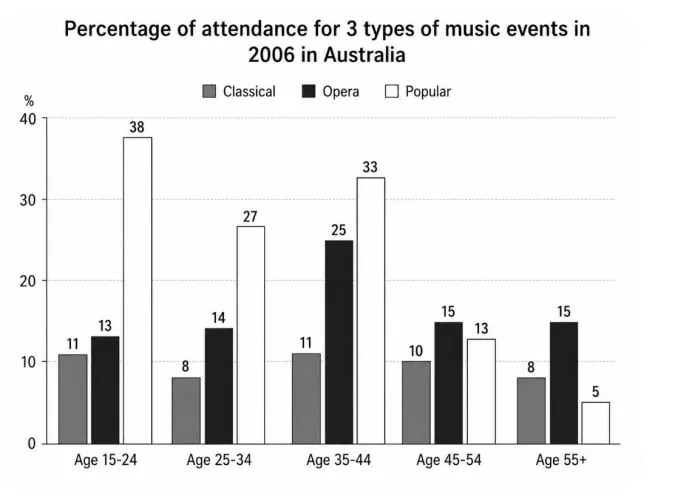 Percentage of attendance for 3 types of music events in
2006 in Australia
Classical Opera Popular
%
40
30
20
10
0
11 13 38
8 14 27
11 25 33
10 15 13
8 15 5
Age 15-24 Age 25-34 Age 35-44 Age 45-54 Age 55+